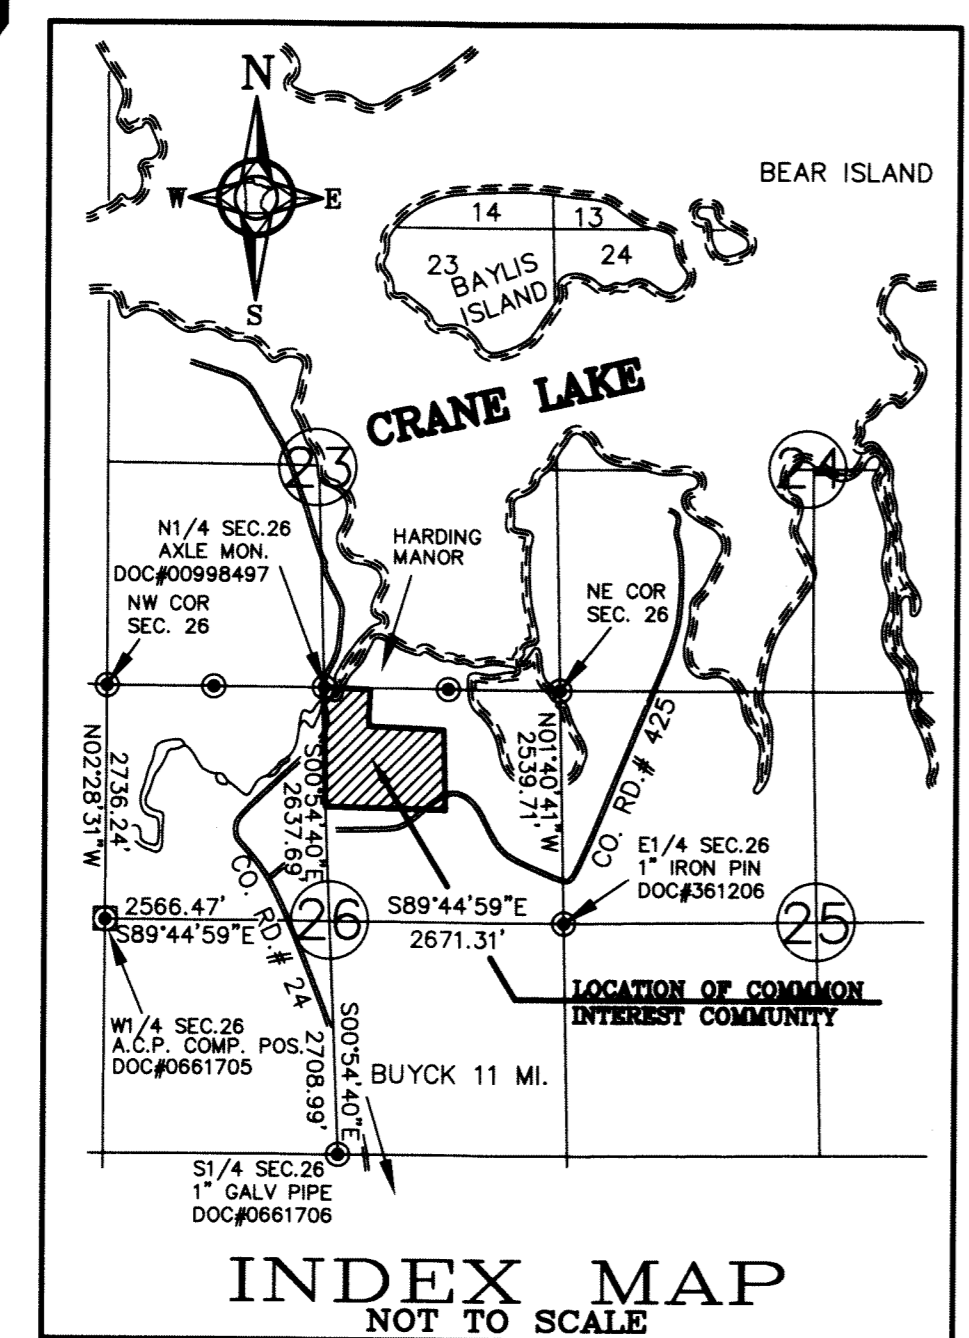 N
W
E
S
BEAR ISLAND
14
13
23
24
BAYLIS
ISLAND
CRANE LAKE
23
24
N1/4 SEC.26
AXLE MON.
DOC#00998497
HARDING
MANOR
NW COR
SEC. 26
NE COR
SEC. 26
N02°28'31"W
2736.24'
S00°54'40"E
2637.69'
N01°40'41"W
2539.71'
CO. RD.# 425
E1/4 SEC.26
1" IRON PIN
DOC#361206
CO. RD.# 24
2566.47'
S89°44'59"E
26
S89°44'59"E
2671.31'
25
LOCATION OF COMMMON
INTEREST COMMUNITY
W1/4 SEC.26
A.C.P. COMP. POS.
DOC#0661705
S00°54'40"E
2708.99'
BUYCK 11 MI.
S1/4 SEC.26
1" GALV PIPE
DOC#0661706
INDEX MAP
NOT TO SCALE